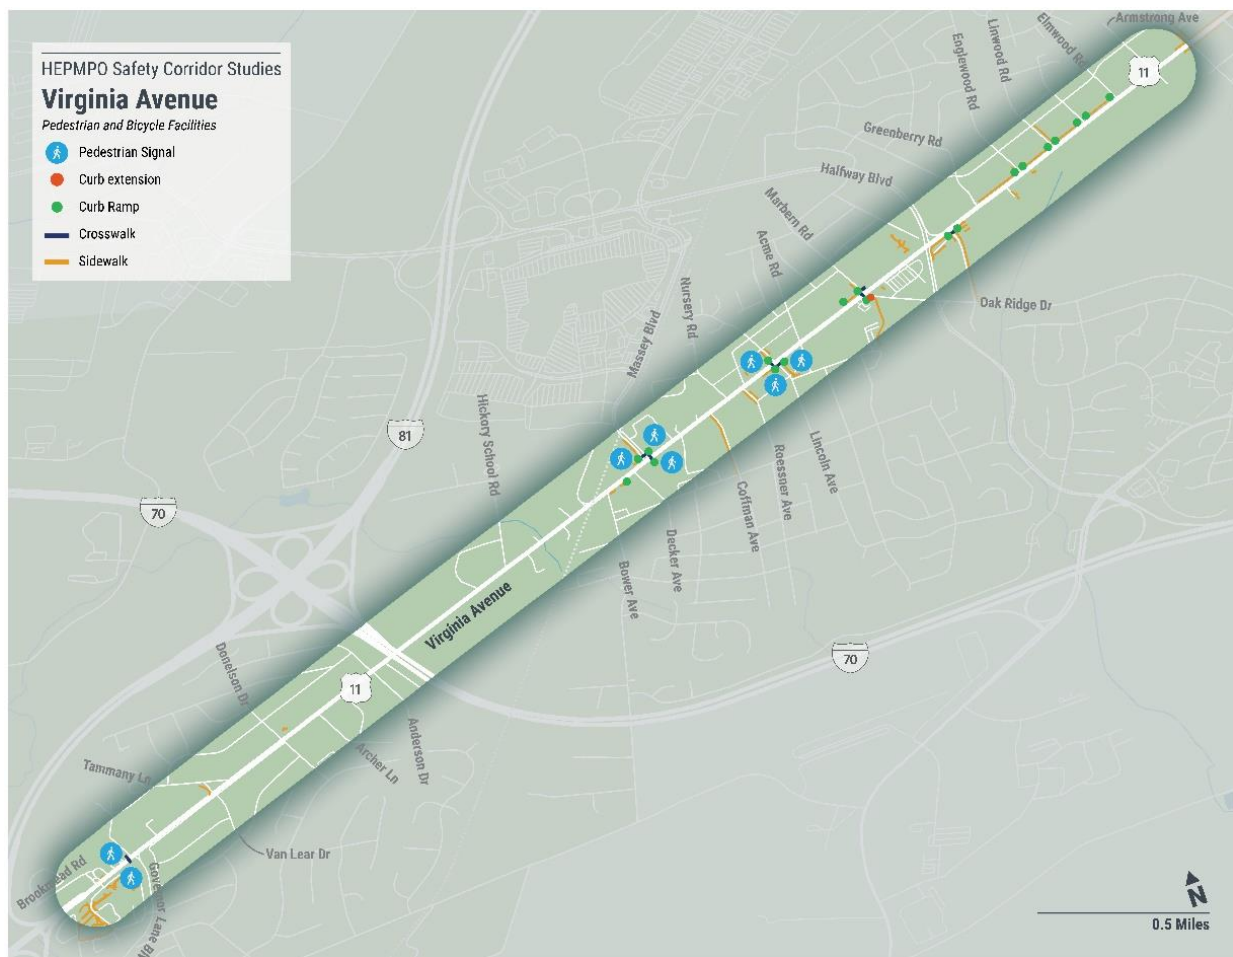 HEPMPO Safety Corridor Studies
Virginia Avenue
Pedestrian and Bicycle Facilities
Pedestrian Signal
Curb extension
Curb Ramp
Crosswalk
Sidewalk
Armstrong Ave
Elmwood Rd
Linwood Rd
Englewood Rd
11
Greenberry Rd
Halfway Blvd
Marbern Rd
Acme Rd
Nursery Rd
Massey Blvd
Oak Ridge Dr
Hickory School Rd
81
70
Lincoln Ave
Roessner Ave
Coffman Ave
Decker Ave
Bower Ave
Virginia Avenue
70
11
Donelson Dr
Anderson Dr
Archer Ln
Tammany Ln
Van Lear Dr
Brookmead Rd
Governor Lane
N
0.5 Miles